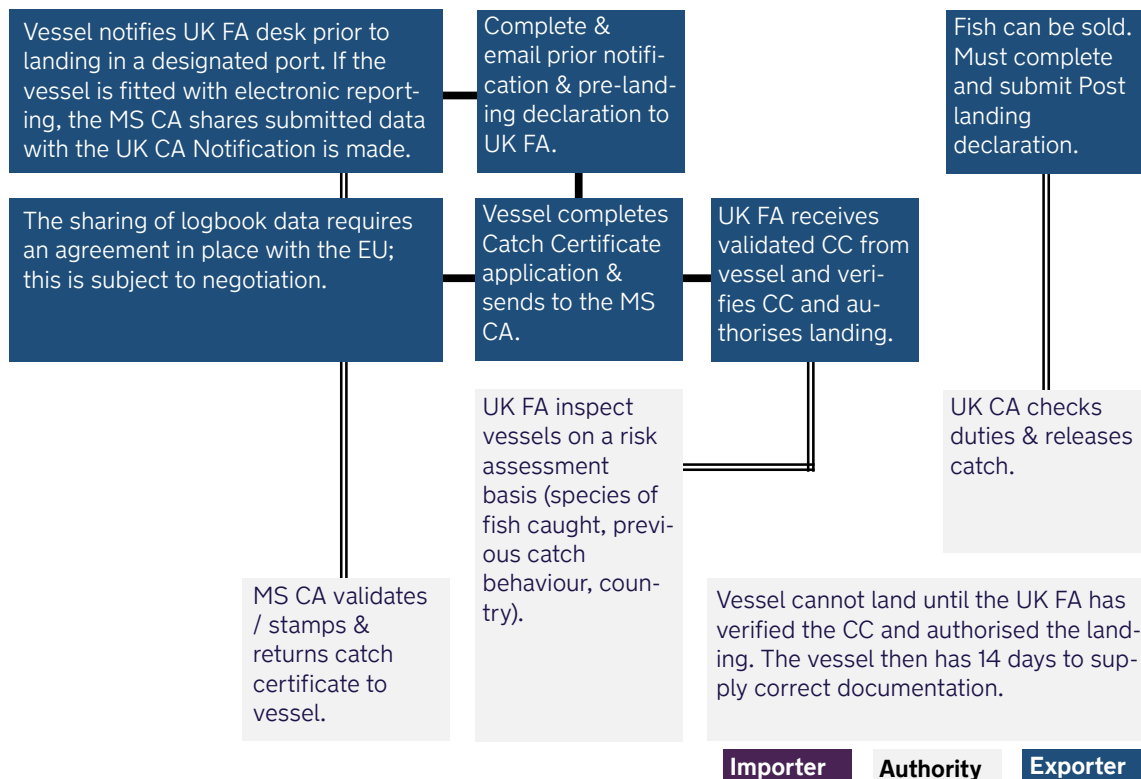 Vessel notifies UK FA desk prior to
landing in a designated port. If the
vessel is fitted with electronic report-
ing, the MS CA shares submitted data
with the UK CA Notification is made.
Complete &
email prior notifi-
cation & pre-land-
ing declaration to
UK FA.
Fish can be sold.
Must complete
and submit Post
landing
declaration.
The sharing of logbook data requires
an agreement in place with the EU;
this is subject to negotiation.
Vessel completes
Catch Certificate
application &
sends to the MS
CA.
UK FA receives
validated CC from
vessel and veri-
fies CC and au-
thorises landing.
UK FA inspect
vessels on a risk
assessment
basis (species of
fish caught, previ-
ous catch
behaviour, coun-
try).
UK CA checks
duties & releases
catch.
MS CA validates
/ stamps &
returns catch
certificate to
vessel.
Vessel cannot land until the UK FA has
verified the CC and authorised the land-
ing. The vessel then has 14 days to sup-
ply correct documentation.
Importer
Authority
Exporter